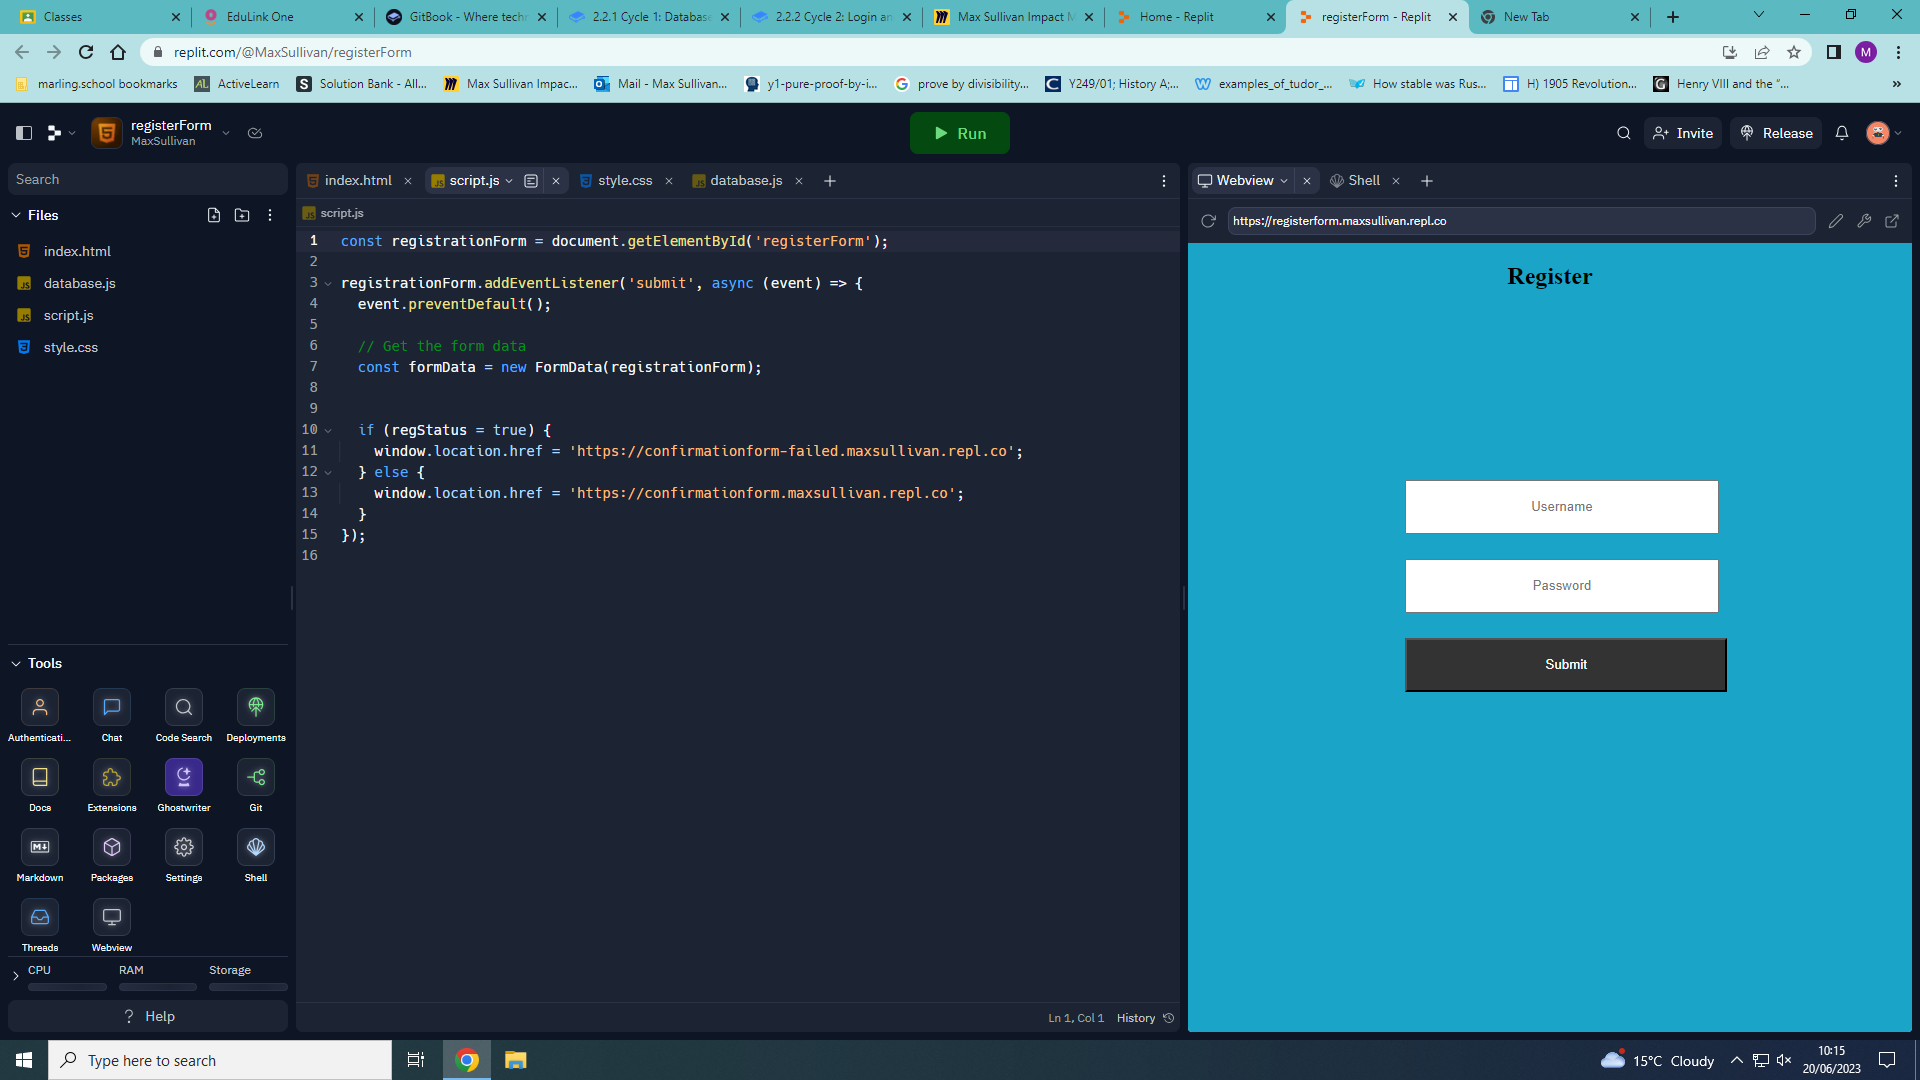 Classes
EduLink One
GitBook - Where techn
2.2.1 Cycle 1: Database
2.2.2 Cycle 2: Login an
Max Sullivan Impact M
Home - Replit
registerForm - Replit
New Tab
replit.com/@MaxSullivan/registerForm
M
marling.school bookmarks
ActiveLearn
Solution Bank - All...
Max Sullivan Impac...
Mail - Max Sullivan...
y1-pure-proof-by-i...
prove by divisibility...
Y249/01; History A;...
examples_of_tudor_...
How stable was Rus...
H) 1905 Revolution...
Henry VIII and the "...
»
registerForm
MaxSullivan
Run
Invite
Release
Search
Files
index.html
database.js
script.js
style.css
Tools
Authenticati...
Chat
Code Search
Deployments
Docs
Extensions
Ghostwriter
Git
Markdown
Packages
Settings
Shell
Threads
Webview
CPU
RAM
Storage
? Help
index.html
script.js
style.css
database.js
script.js
1 const registrationForm = document.getElementById('registerForm');
2
3 registrationForm.addEventListener('submit', async (event) => {
4 event.preventDefault();
5
6 // Get the form data
7 const formData = new FormData(registrationForm);
8
9
10 if (regStatus = true) {
11 window.location.href = 'https://confirmationform-failed.maxsullivan.repl.co';
12 } else {
13 window.location.href = 'https://confirmationform.maxsullivan.repl.co';
14 }
15 });
16
Ln 1, Col 1 History
Webview
Shell
https://registerform.maxsullivan.repl.co
Register
Username
Password
Submit
Type here to search
15°C Cloudy
10:15
20/06/2023